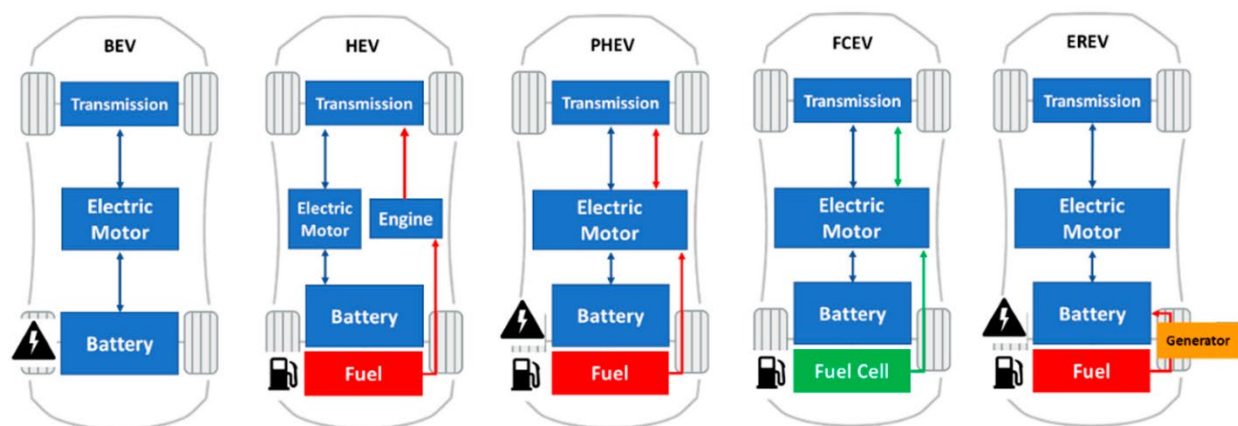 BEV
Transmission
Electric
Motor
Battery
HEV
Transmission
Electric
Motor
Engine
Battery
Fuel
PHEV
Transmission
Electric
Motor
Battery
Fuel
FCEV
Transmission
Electric
Motor
Battery
Fuel Cell
EREV
Transmission
Electric
Motor
Battery
Generator
Fuel